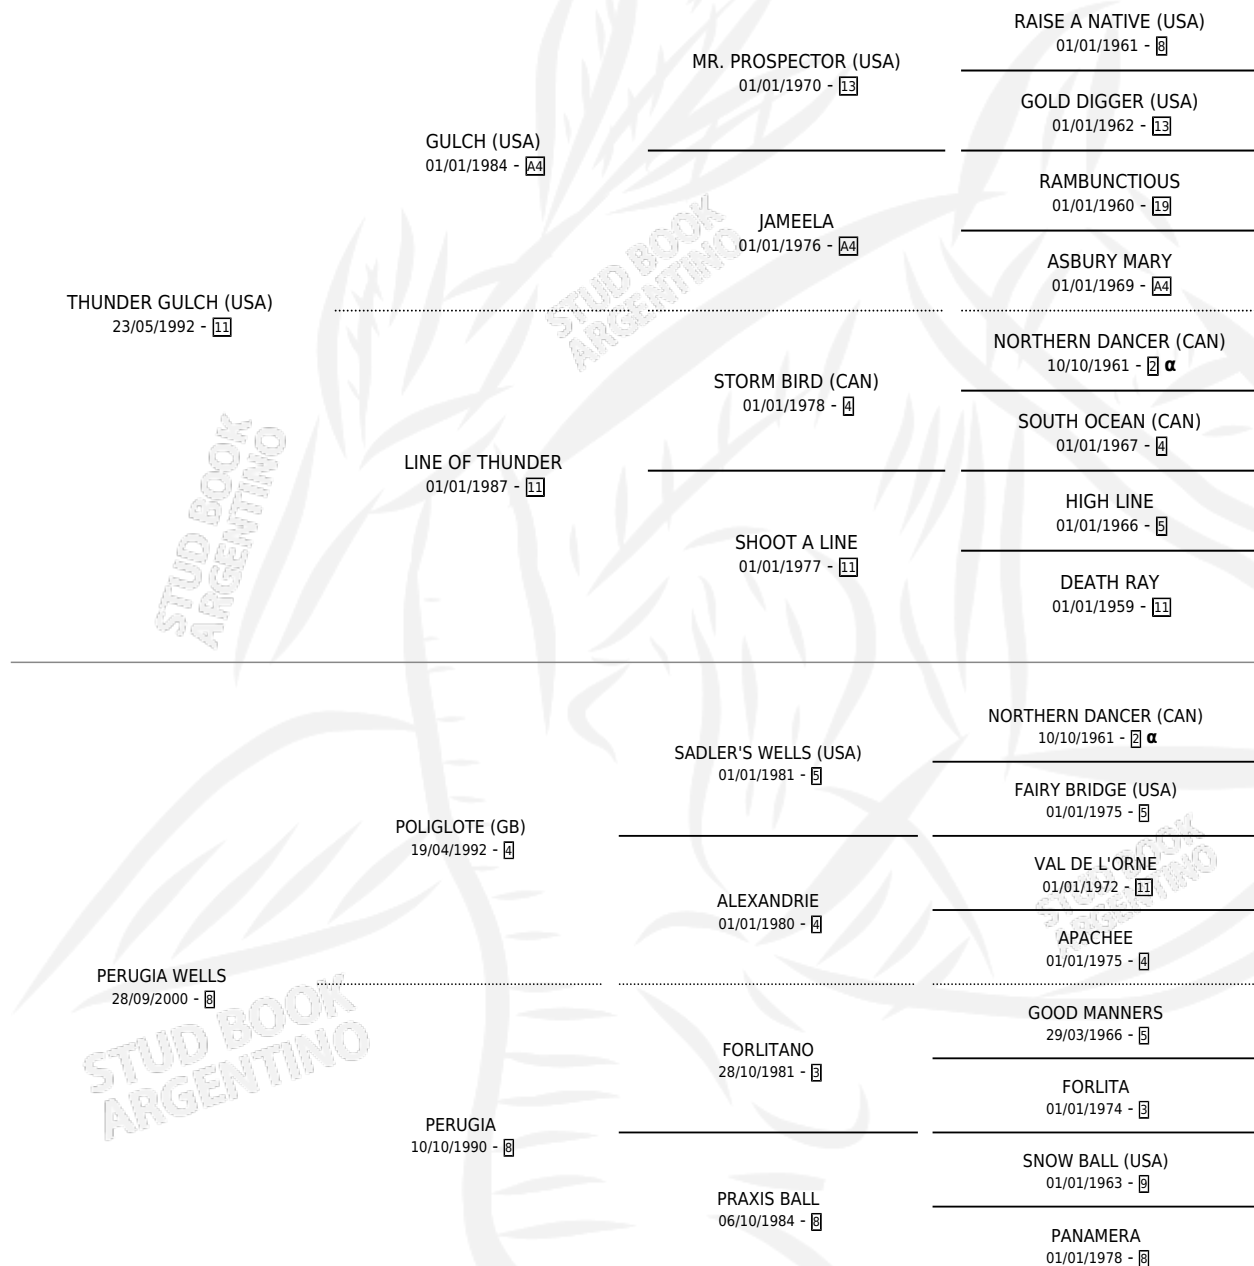 RAISE A NATIVE (USA)
01/01/1961 - 8
MR. PROSPECTOR (USA)
01/01/1970 - 13
GOLD DIGGER (USA)
01/01/1962 - 13
GULCH (USA)
01/01/1984 - A4
RAMBUNCTIOUS
01/01/1960 - 19
JAMEELA
01/01/1976 - A4
ASBURY MARY
01/01/1969 - A4
THUNDER GULCH (USA)
23/05/1992 - 11
NORTHERN DANCER (CAN)
10/10/1961 - 2 α
STORM BIRD (CAN)
01/01/1978 - 4
SOUTH OCEAN (CAN)
01/01/1967 - 4
LINE OF THUNDER
01/01/1987 - 11
HIGH LINE
01/01/1966 - 5
SHOOT A LINE
01/01/1977 - 11
DEATH RAY
01/01/1959 - 11
STUD BOOK
ARGENTINO
STUD BOOK
ARGENTINO
NORTHERN DANCER (CAN)
10/10/1961 - 2 α
SADLER'S WELLS (USA)
01/01/1981 - 5
FAIRY BRIDGE (USA)
01/01/1975 - 5
POLIGLOTE (GB)
19/04/1992 - 4
VAL DE L'ORNE
01/01/1972 - 11
ALEXANDRIE
01/01/1980 - 4
APACHEE
01/01/1975 - 4
PERUGIA WELLS
28/09/2000 - 8
GOOD MANNERS
29/03/1966 - 5
FORLITANO
28/10/1981 - 3
FORLITA
01/01/1974 - 3
PERUGIA
10/10/1990 - 8
SNOW BALL (USA)
01/01/1963 - 9
PRAXIS BALL
06/10/1984 - 8
PANAMERA
01/01/1978 - 8
STUD BOOK
ARGENTINO
STUD BOOK
ARGENTINO